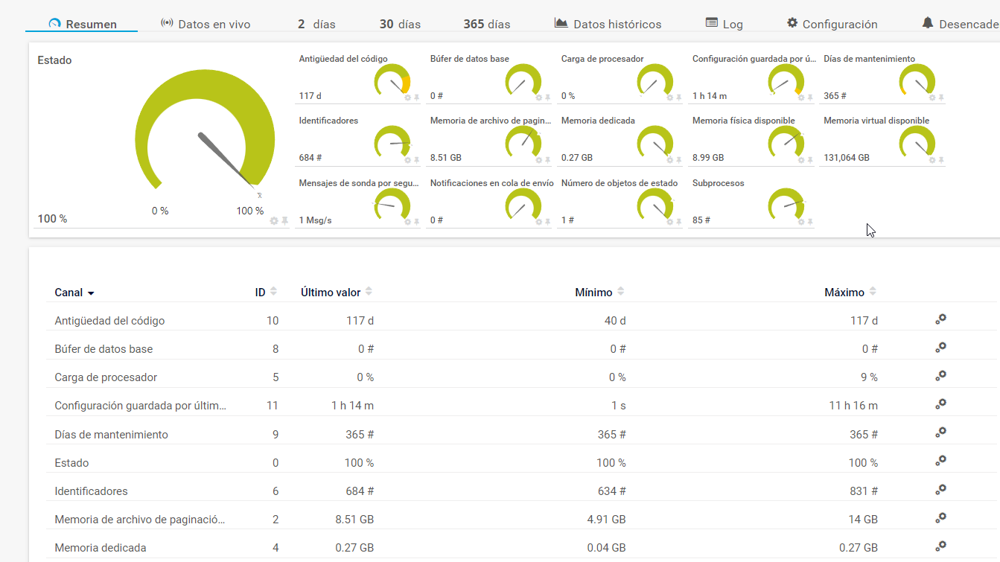 Resumen Datos en vivo 2 días 30 días 365 días Datos históricos Log Configuración Desencade
Estado
0 % 100 %
100 %
Antigüedad del código
117 d
Búfer de datos base
0 #
Carga de procesador
0 %
Configuración guardada por ú...
1 h 14 m
Días de mantenimiento
365 #
Identificadores
684 #
Memoria de archivo de pagin...
8.51 GB
Memoria dedicada
0.27 GB
Memoria física disponible
8.99 GB
Memoria virtual disponible
131,064 GB
Mensajes de sonda por segu...
1 Msg/s
Notificaciones en cola de envío
0 #
Número de objetos de estado
1 #
Subprocesos
85 #
Canal ID Último valor Mínimo Máximo
Antigüedad del código 10 117 d 40 d 117 d
Búfer de datos base 8 0 # 0 # 0 #
Carga de procesador 5 0 % 0 % 9 %
Configuración guardada por últim... 11 1 h 14 m 1 s 11 h 16 m
Días de mantenimiento 9 365 # 365 # 365 #
Estado 0 100 % 100 % 100 %
Identificadores 6 684 # 634 # 831 #
Memoria de archivo de paginació... 2 8.51 GB 4.91 GB 14 GB
Memoria dedicada 4 0.27 GB 0.04 GB 0.27 GB